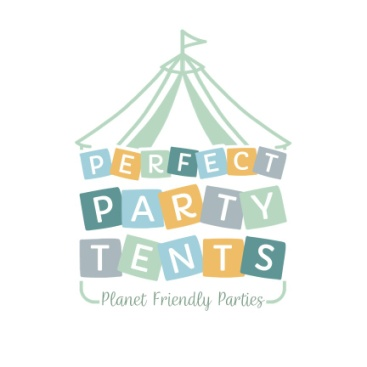 PERFECT
PARTY
TENTS
Planet Friendly Parties